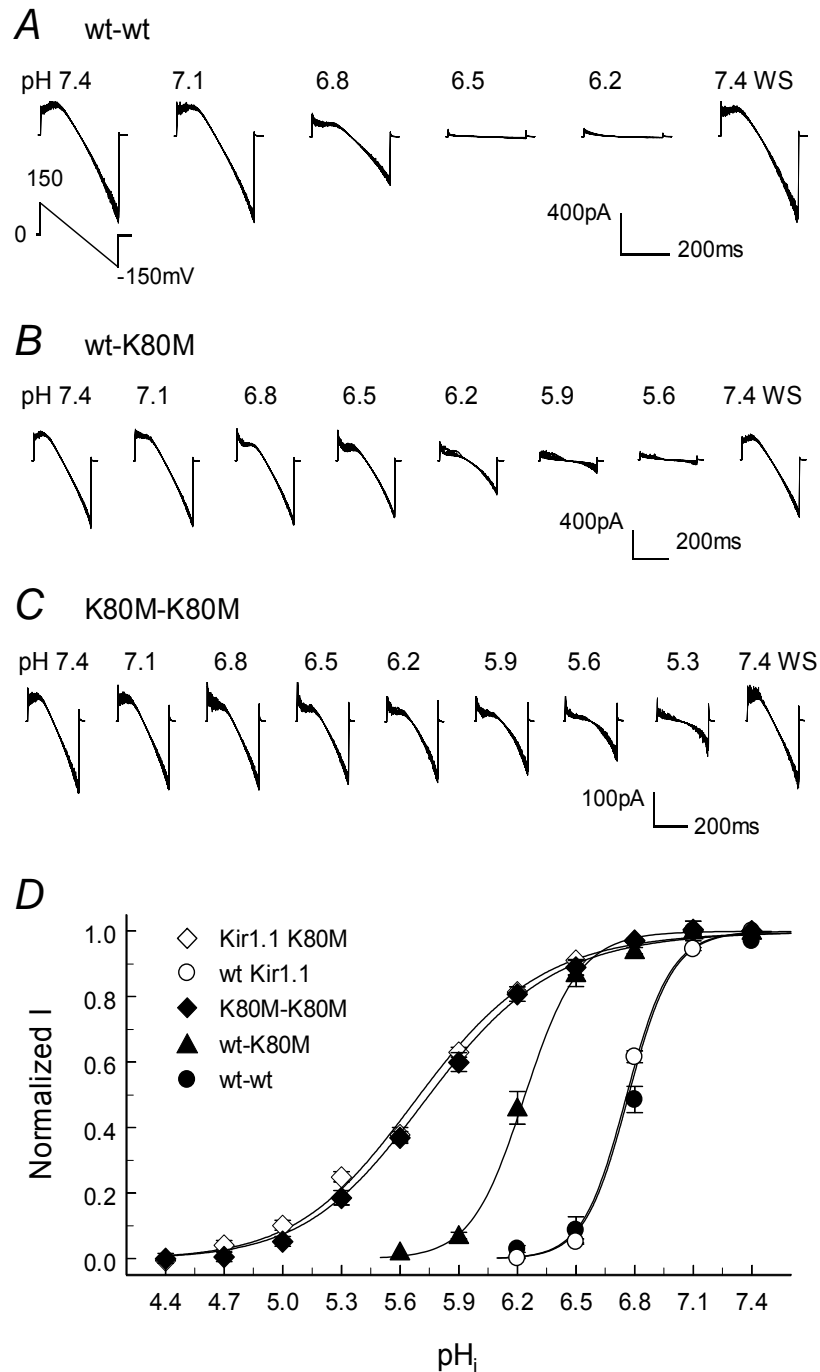 A wt-wt
pH 7.4 7.1 6.8 6.5 6.2 7.4 WS
150
0
-150mV
400pA
200ms
B wt-K80M
pH 7.4 7.1 6.8 6.5 6.2 5.9 5.6 7.4 WS
400pA
200ms
C K80M-K80M
pH 7.4 7.1 6.8 6.5 6.2 5.9 5.6 5.3 7.4 WS
100pA
200ms
D
Kir1.1 K80M
wt Kir1.1
K80M-K80M
wt-K80M
wt-wt
Normalized I
1.0
0.8
0.6
0.4
0.2
0.0
4.4 4.7 5.0 5.3 5.6 5.9 6.2 6.5 6.8 7.1 7.4
pHi